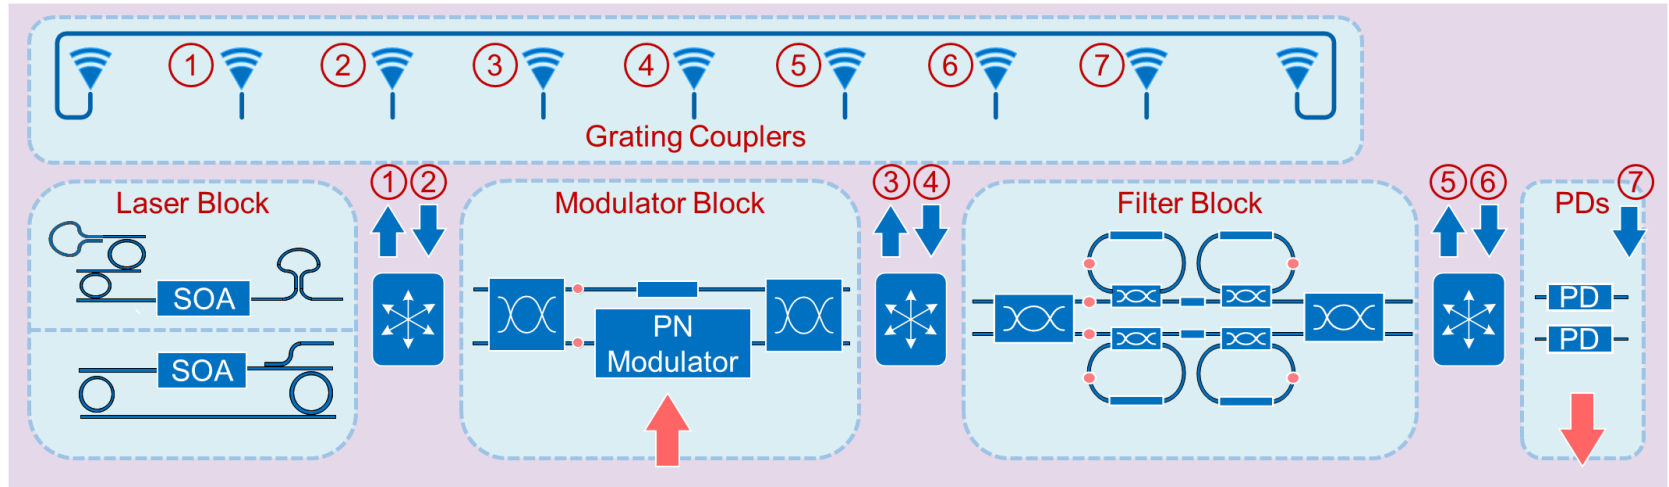 ① ② ③ ④ ⑤ ⑥ ⑦
Grating Couplers
① ② ③ ④ ⑤ ⑥ ⑦
Laser Block
Modulator Block
Filter Block
PDs
SOA
SOA
PN
Modulator
PD
PD